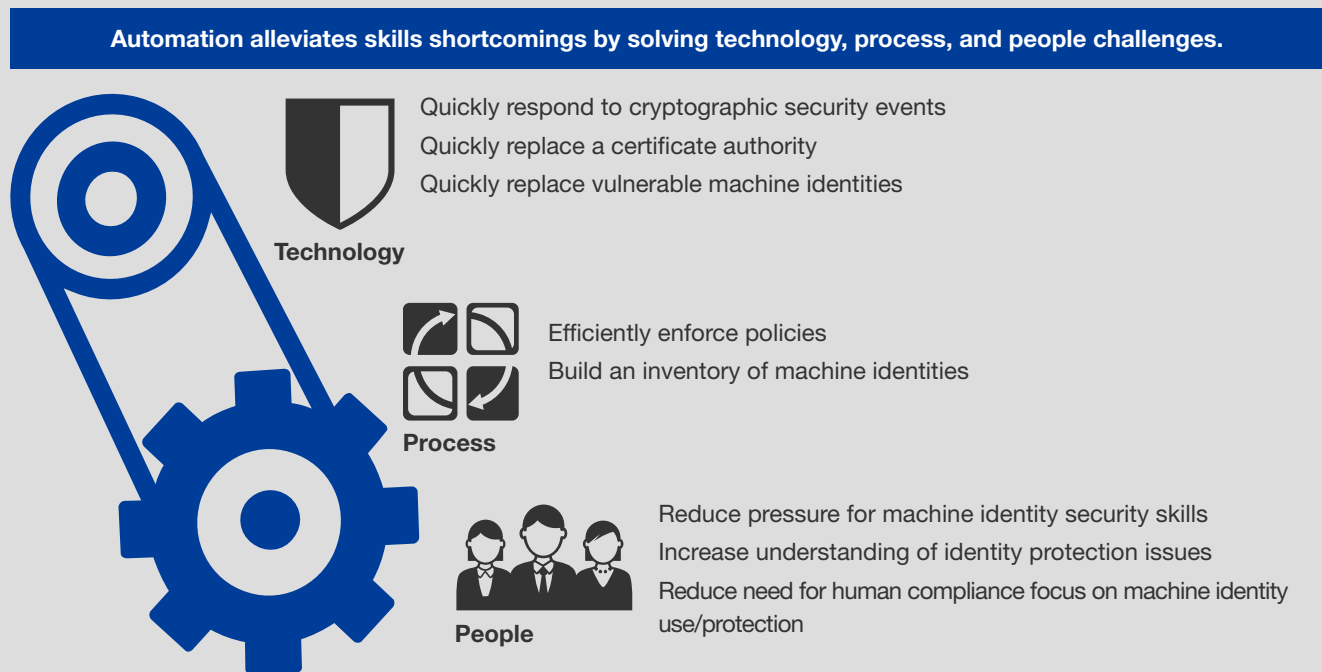 Automation alleviates skills shortcomings by solving technology, process, and people challenges.
Quickly respond to cryptographic security events
Quickly replace a certificate authority
Quickly replace vulnerable machine identities
Technology
Efficiently enforce policies
Build an inventory of machine identities
Process
Reduce pressure for machine identity security skills
Increase understanding of identity protection issues
Reduce need for human compliance focus on machine identity
use/protection
People